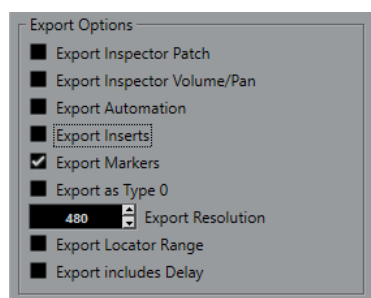 Export Options
Export Inspector Patch
Export Inspector Volume/Pan
Export Automation
Export Inserts
Export Markers
Export as Type 0
480 Export Resolution
Export Locator Range
Export includes Delay